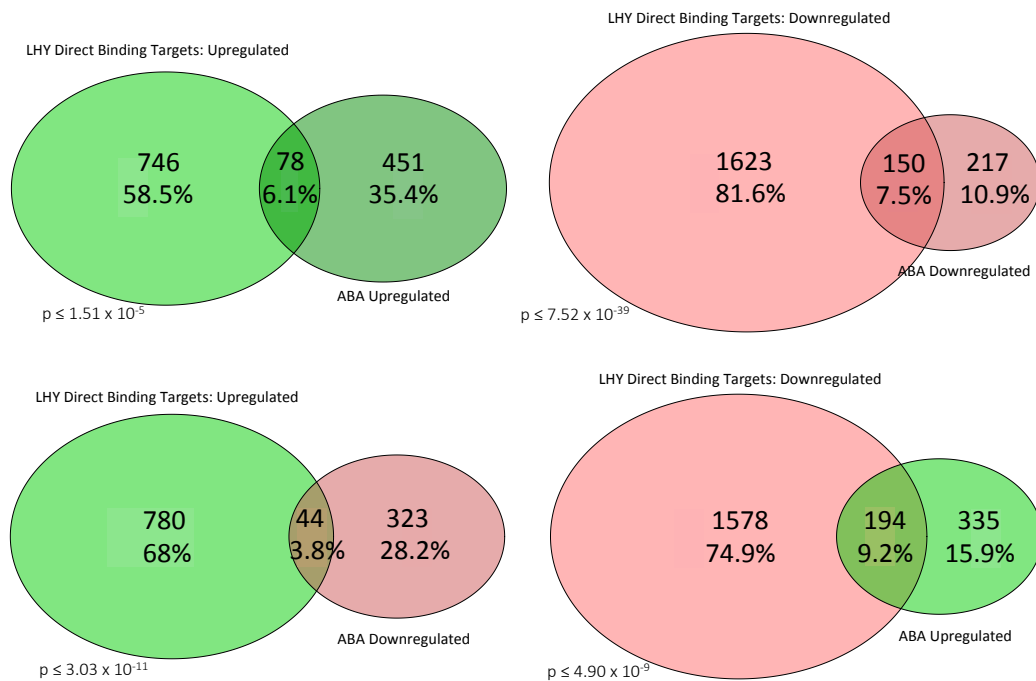 LHY Direct Binding Targets: Upregulated
746
58.5%
78
6.1%
451
35.4%
ABA Upregulated
p ≤ 1.51 x 10⁻⁵
LHY Direct Binding Targets: Downregulated
1623
81.6%
150
7.5%
217
10.9%
ABA Downregulated
p ≤ 7.52 x 10⁻³⁹
LHY Direct Binding Targets: Upregulated
780
68%
44
3.8%
323
28.2%
ABA Downregulated
p ≤ 3.03 x 10⁻¹¹
LHY Direct Binding Targets: Downregulated
1578
74.9%
194
9.2%
335
15.9%
ABA Upregulated
p ≤ 4.90 x 10⁻⁹